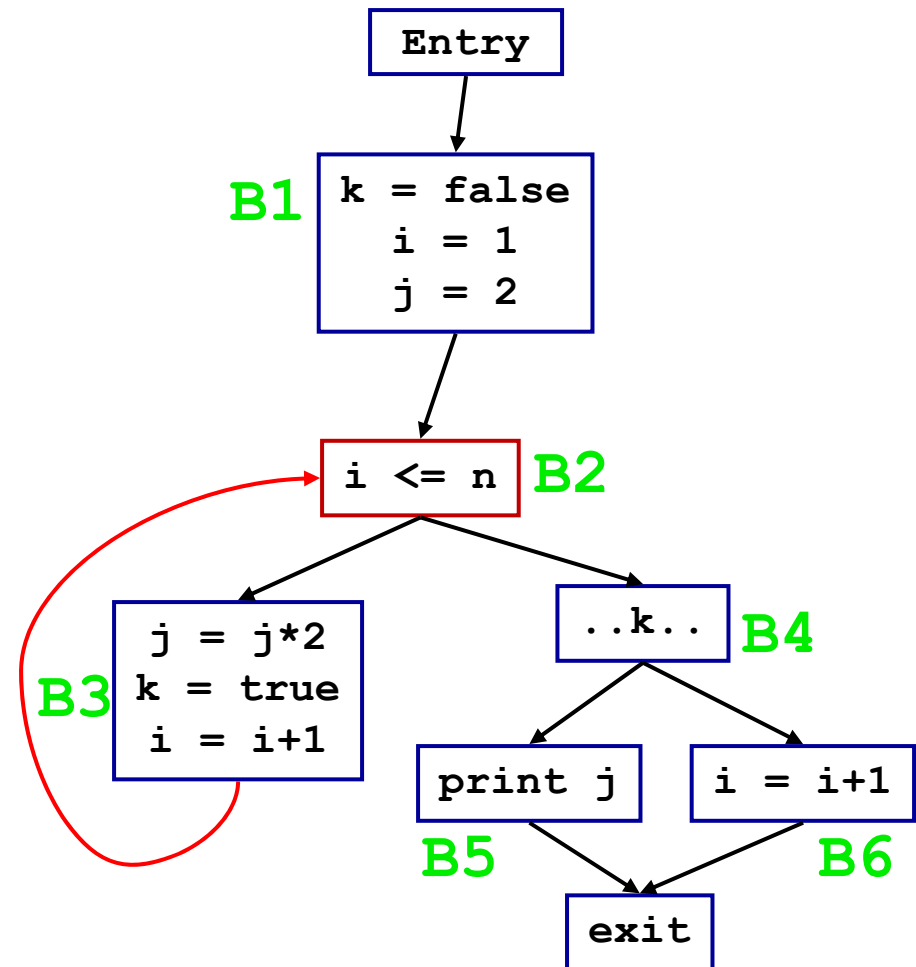 Entry
B1
k = false
i = 1
j = 2
i <= n
B2
j = j*2
B3
k = true
i = i+1
..k..
B4
print j
i = i+1
B5
B6
exit